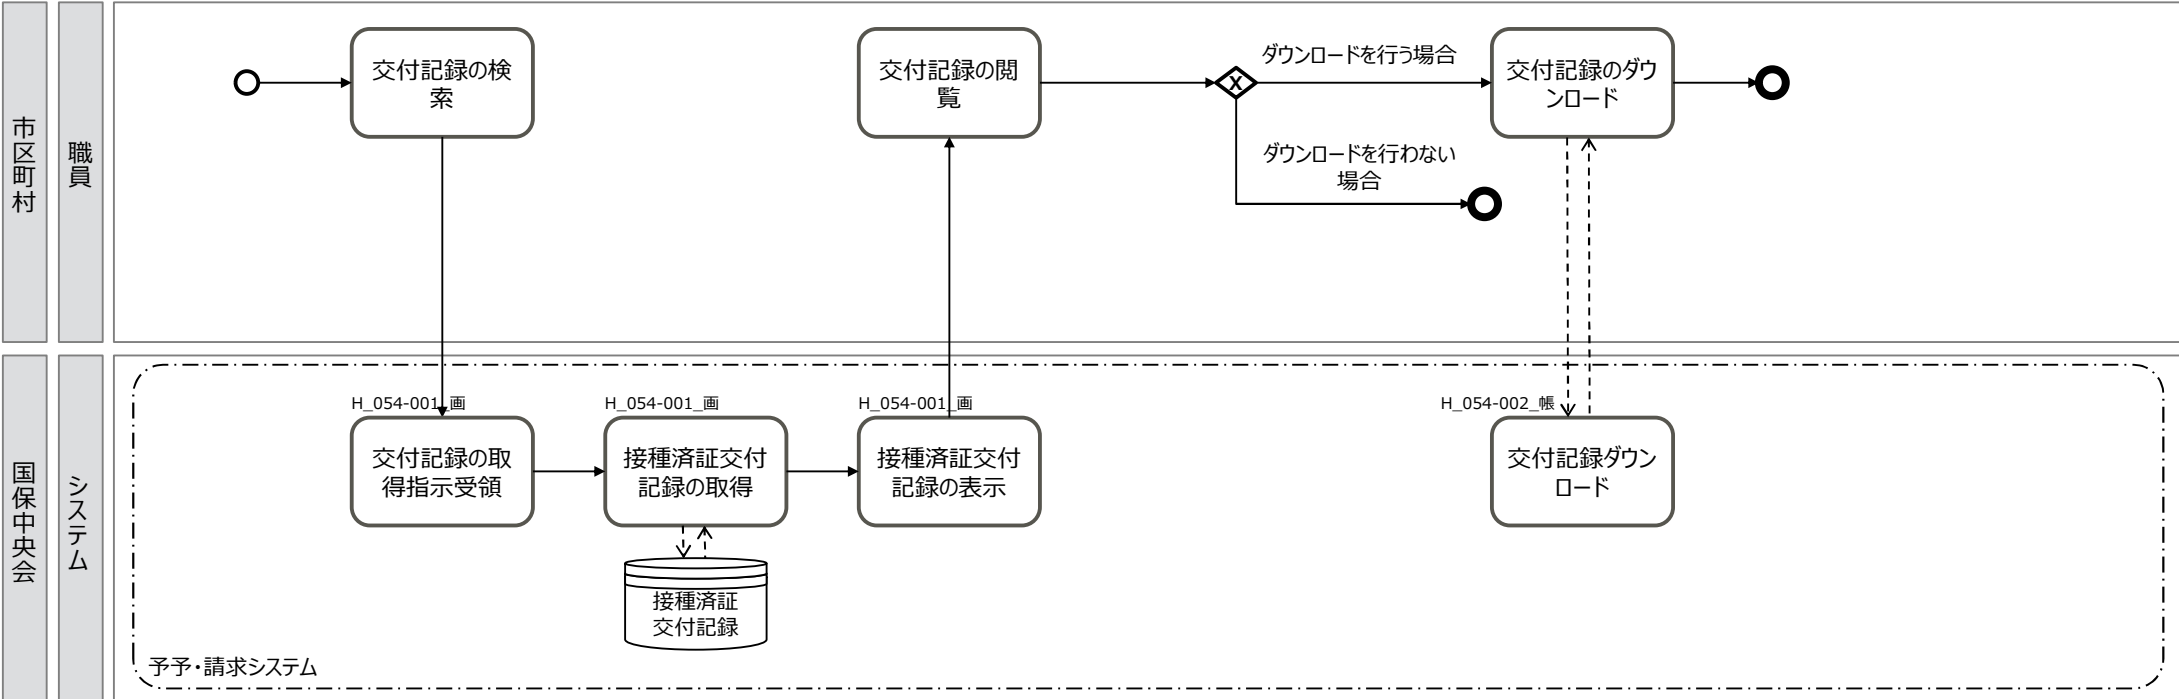 市区町村
職員
交付記録の検
索
交付記録の閲
覧
X
ダウンロードを行う場合
ダウンロードを行わない
場合
交付記録のダウ
ンロード
国保中央会
システム
H_054-001_画
交付記録の取
得指示受領
H_054-001_画
接種済証交付
記録の取得
H_054-001_画
接種済証交付
記録の表示
H_054-002_帳
交付記録ダウン
ロード
接種済証
交付記録
予予・請求システム